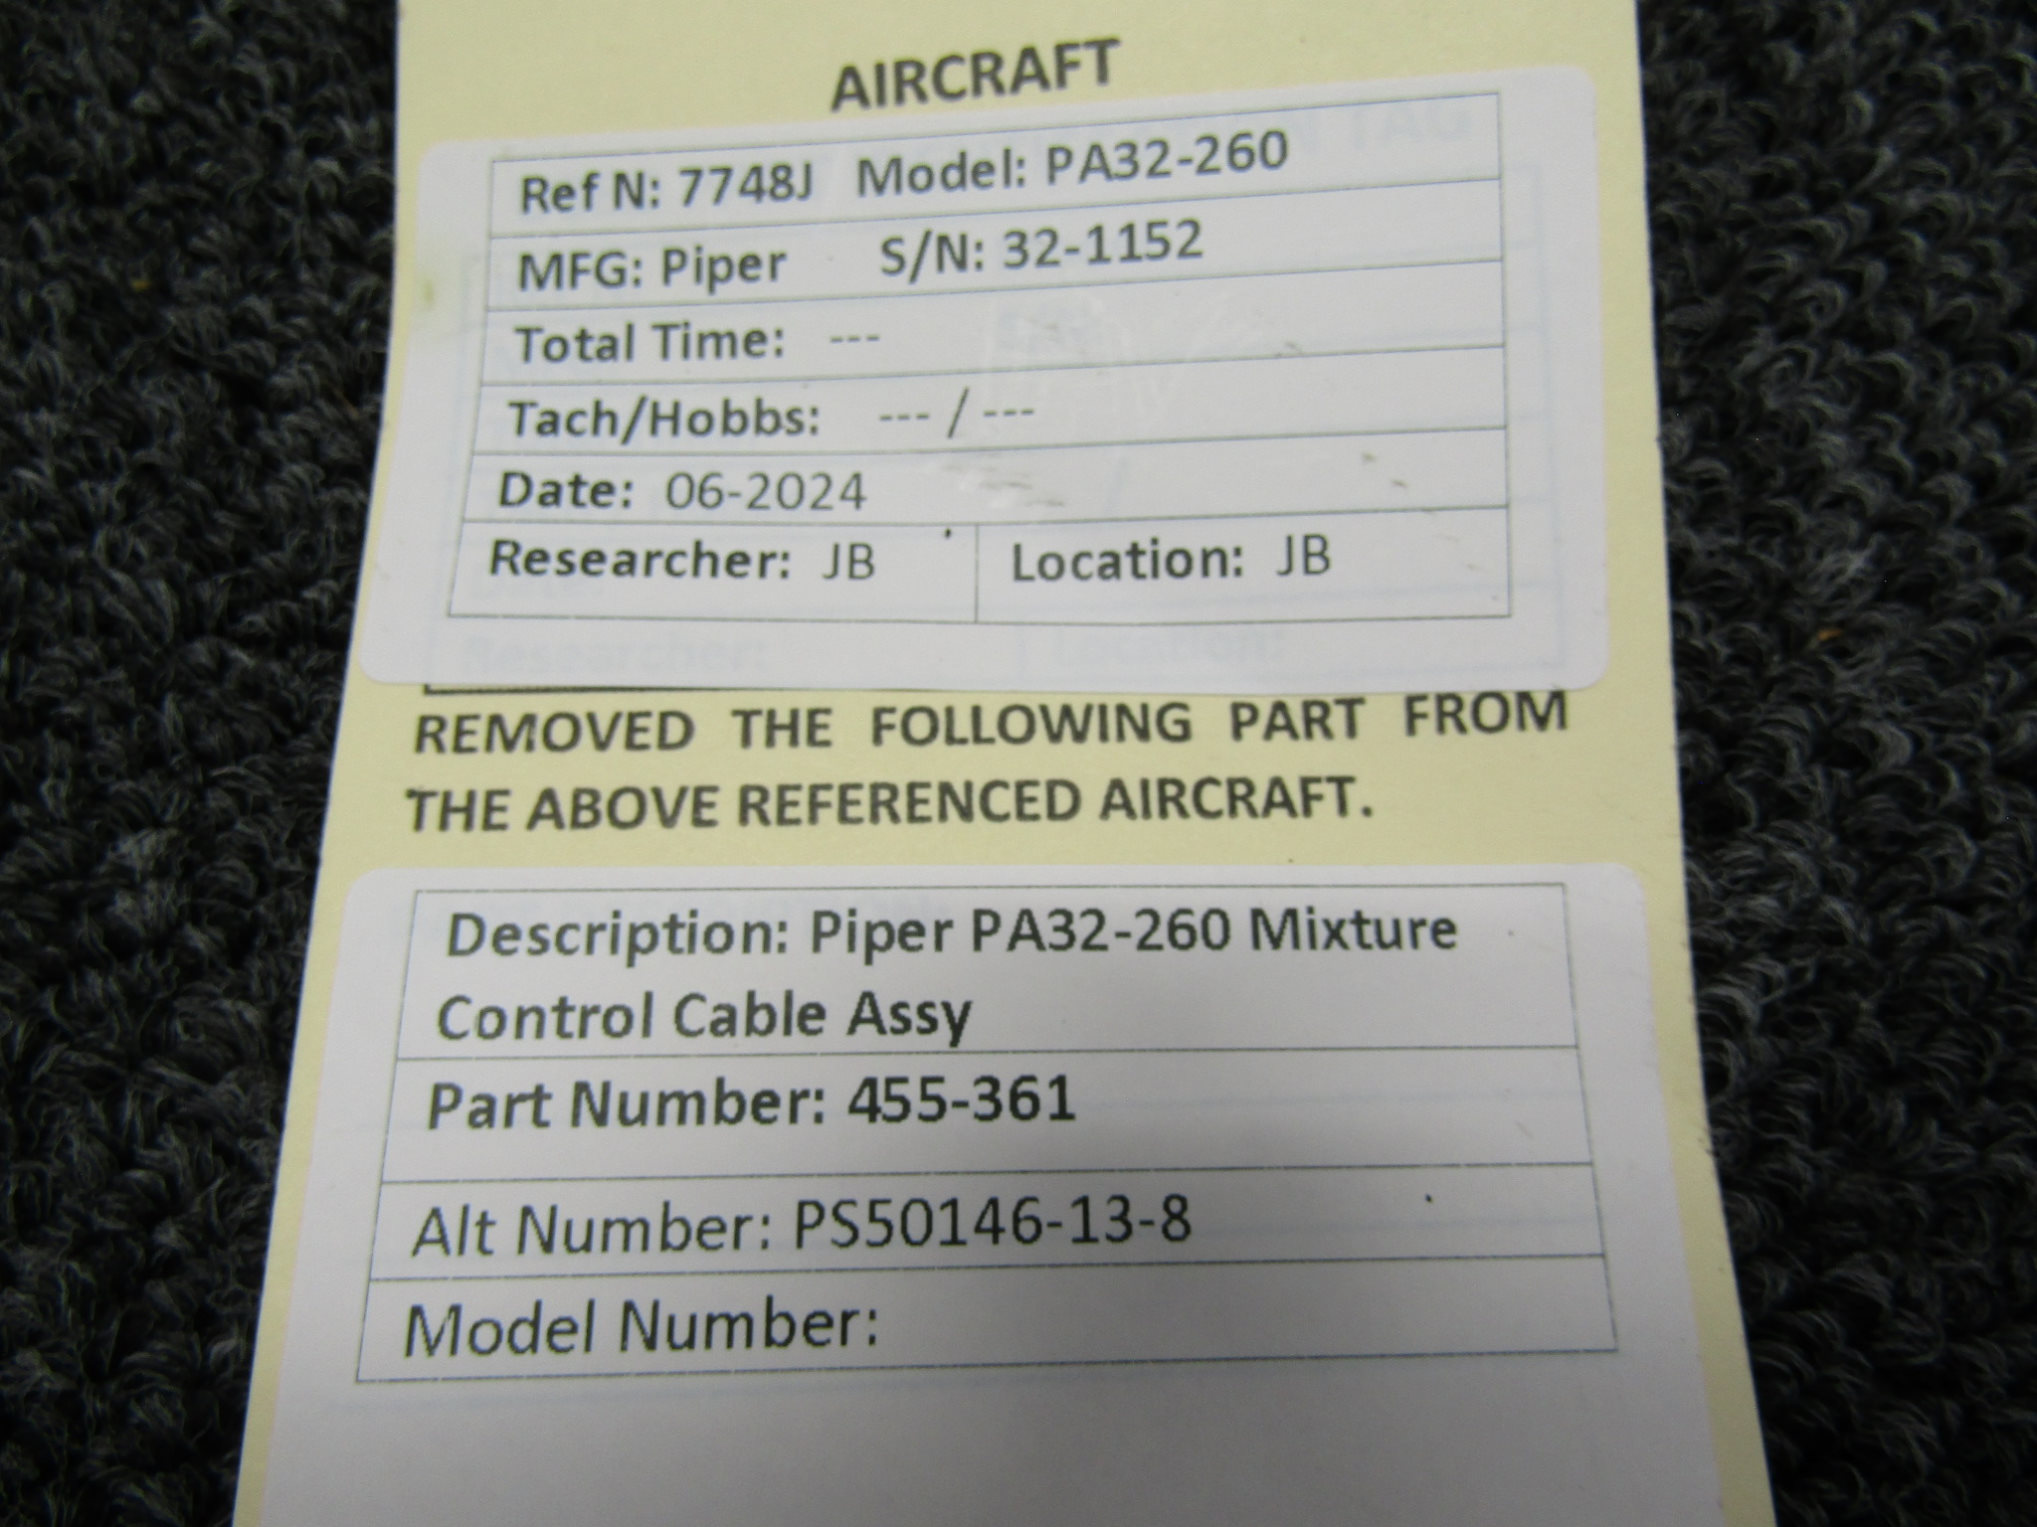 AIRCRAFT
Ref N: 7748J Model: PA32-260
MFG: Piper S/N: 32-1152
Total Time: ---
Tach/Hobbs: --- / ---
Date: 06-2024
Researcher: JB Location: JB
Researcher: Location:
REMOVED THE FOLLOWING PART FROM
THE ABOVE REFERENCED AIRCRAFT.
Description: Piper PA32-260 Mixture
Control Cable Assy
Part Number: 455-361
Alt Number: PS50146-13-8
Model Number: